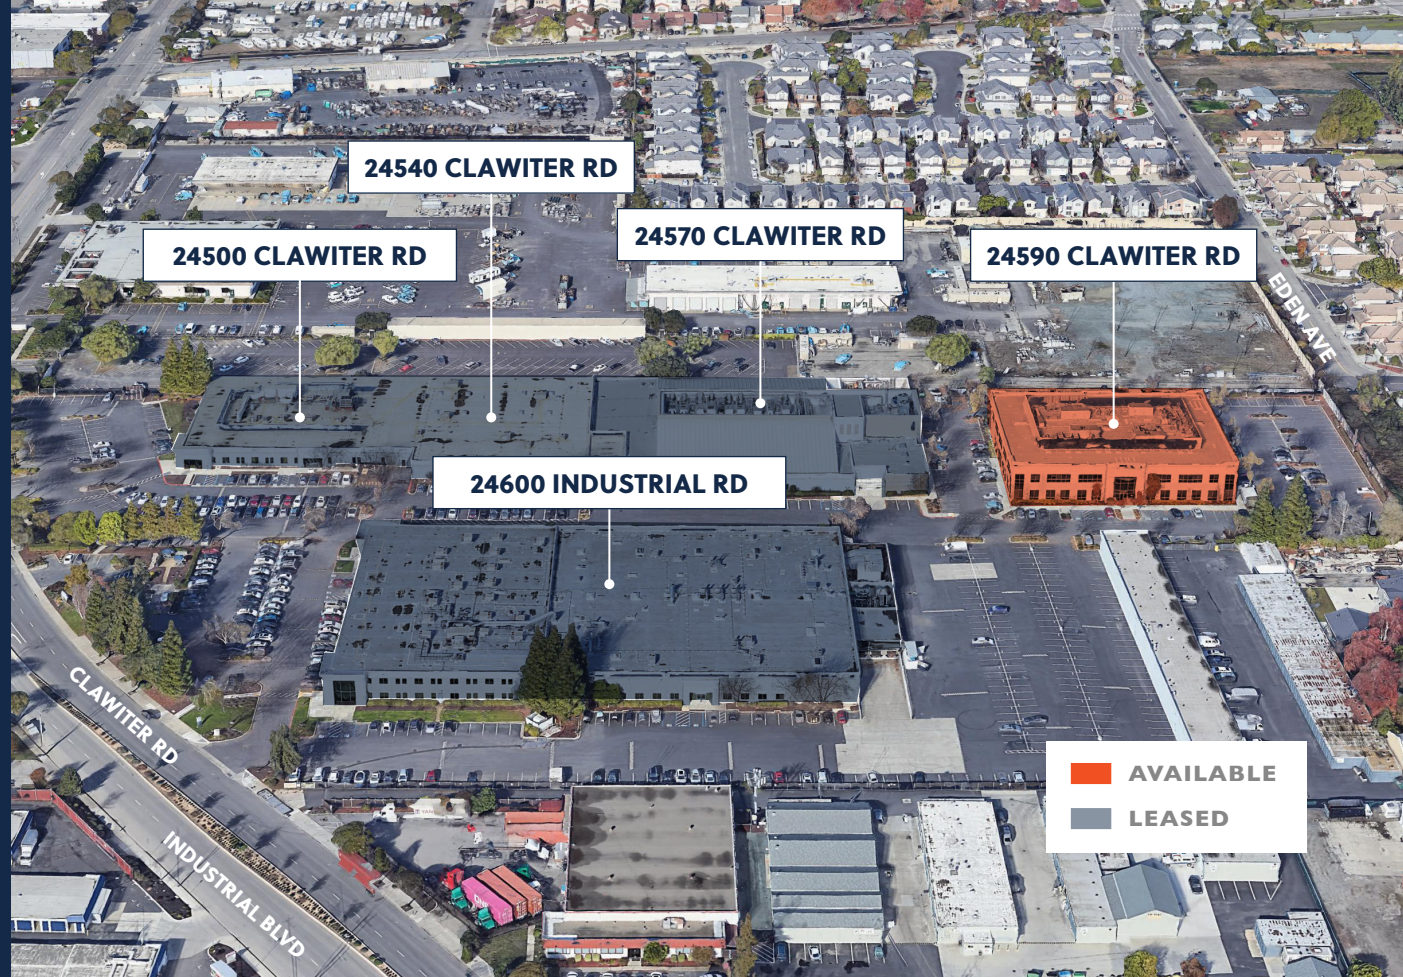 24540 CLAWITER RD
24500 CLAWITER RD
24570 CLAWITER RD
24590 CLAWITER RD
EDEN AVE
24600 INDUSTRIAL RD
CLAWITER RD
INDUSTRIAL BLVD
AVAILABLE
LEASED